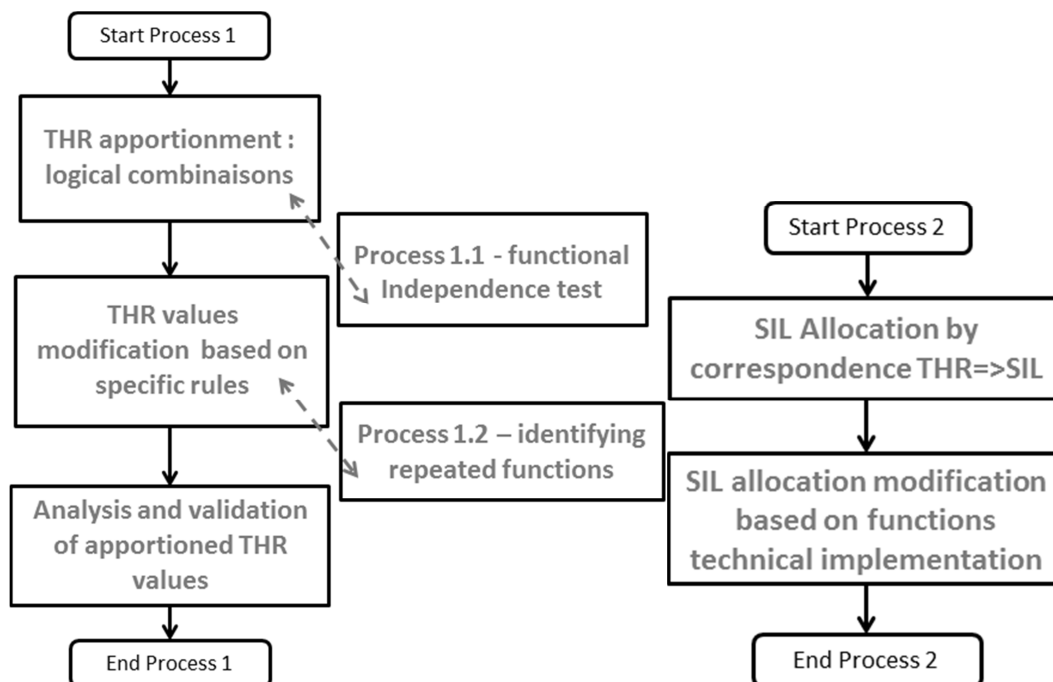 Start Process 1
THR apportionment :
logical combinaisons
Process 1.1 - functional
Independence test
THR values
modification based on
specific rules
Process 1.2 – identifying
repeated functions
Analysis and validation
of apportioned THR
values
End Process 1
Start Process 2
SIL Allocation by
correspondence THR=>SIL
SIL allocation modification
based on functions
technical implementation
End Process 2